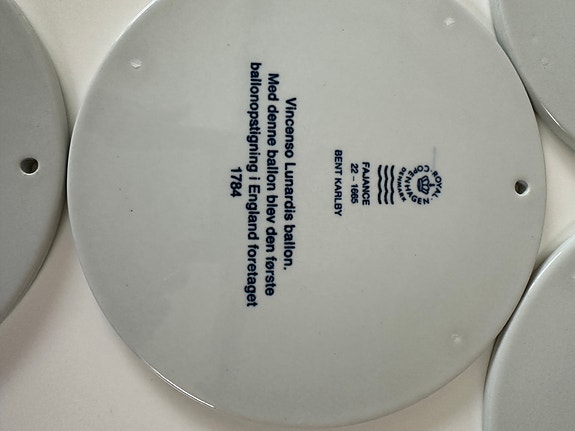 ROYAL
COPENHAGEN
DENMARK
FAJANCE
22 - 1665
BENT KARLBY
Vincenso Lunardis ballon.
Med denne ballon blev den første
ballonopstigning i England foretaget
1784